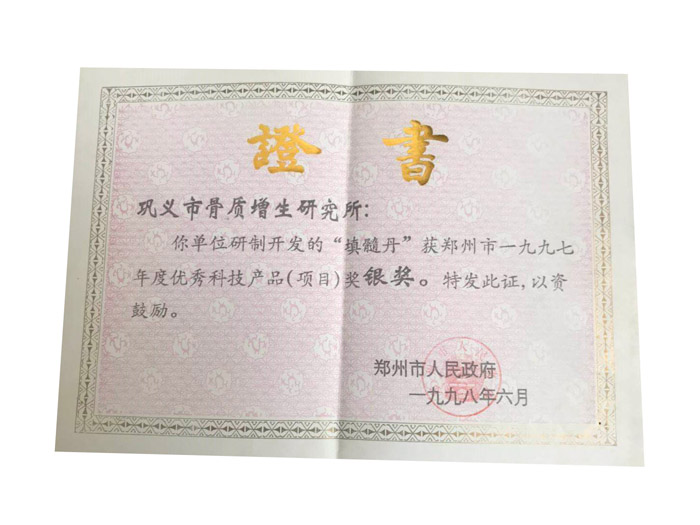 證書
巩义市骨质增生研究所：
你单位研制开发的“填髓丹”获郑州市一九九七
年度优秀科技产品(项目)奖银奖。特发此证，以资
鼓励。
郑州市人民政府
一九九八年六月